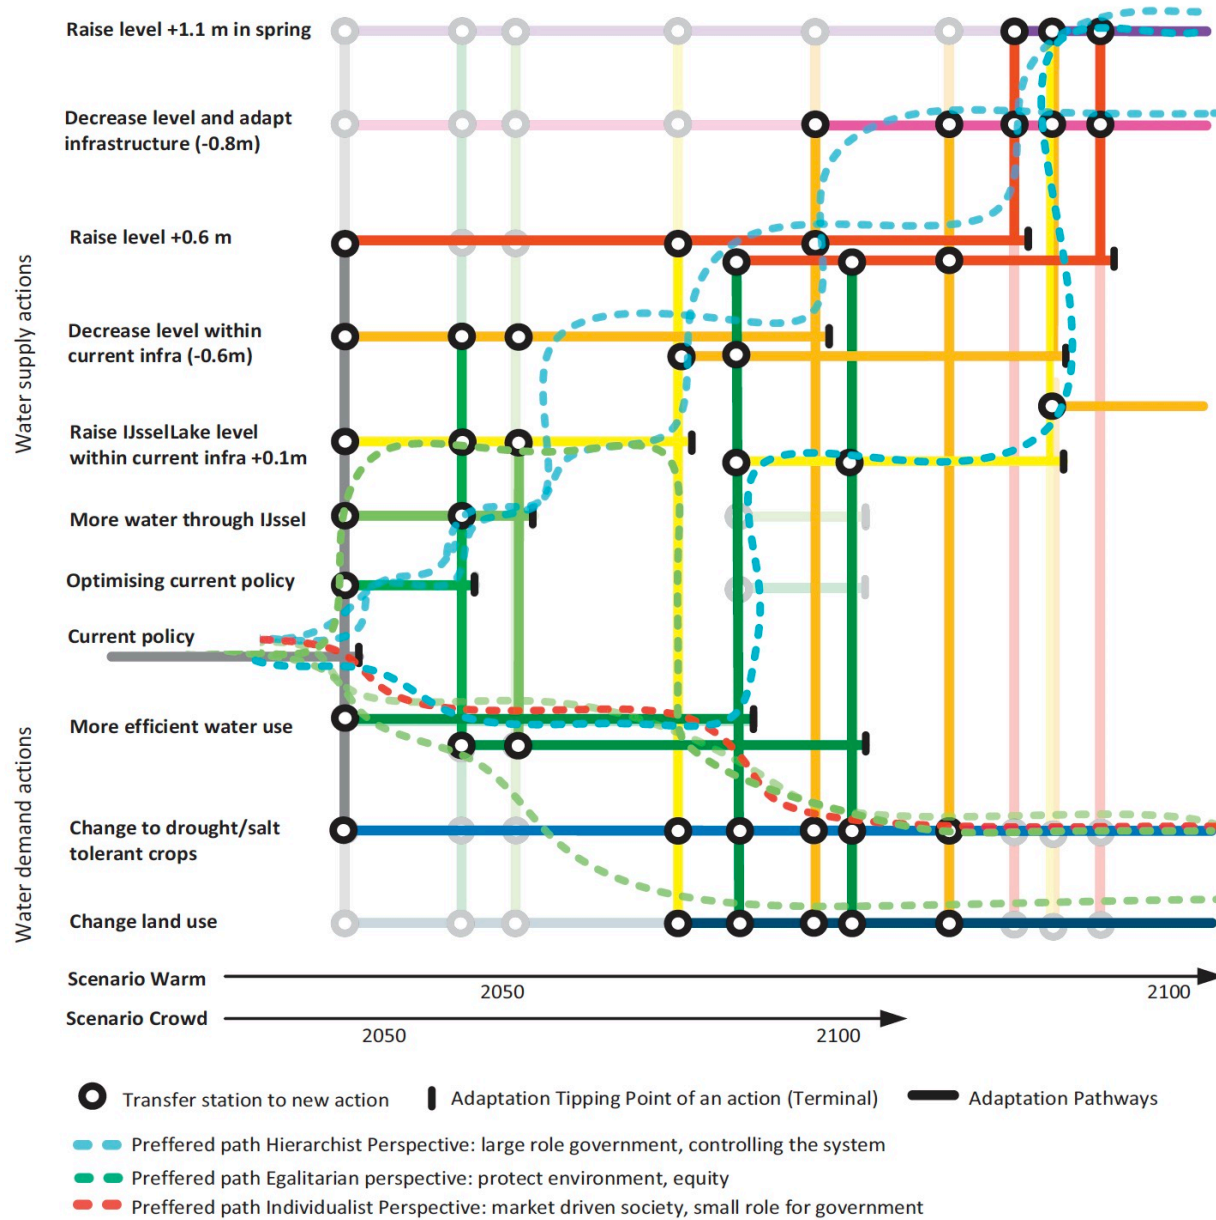 Raise level +1.1 m in spring
Decrease level and adapt
infrastructure (-0.8m)
Raise level +0.6 m
Decrease level within
current infra (-0.6m)
Raise IJsselLake level
within current infra +0.1m
More water through IJssel
Optimising current policy
Current policy
More efficient water use
Change to drought/salt
tolerant crops
Change land use
Water supply actions
Water demand actions
Scenario Warm
2050 2100
Scenario Crowd
2050 2100
Transfer station to new action
Adaptation Tipping Point of an action (Terminal)
Adaptation Pathways
Preffered path Hierarchist Perspective: large role government, controlling the system
Preffered path Egalitarian perspective: protect environment, equity
Preffered path Individualist Perspective: market driven society, small role for government